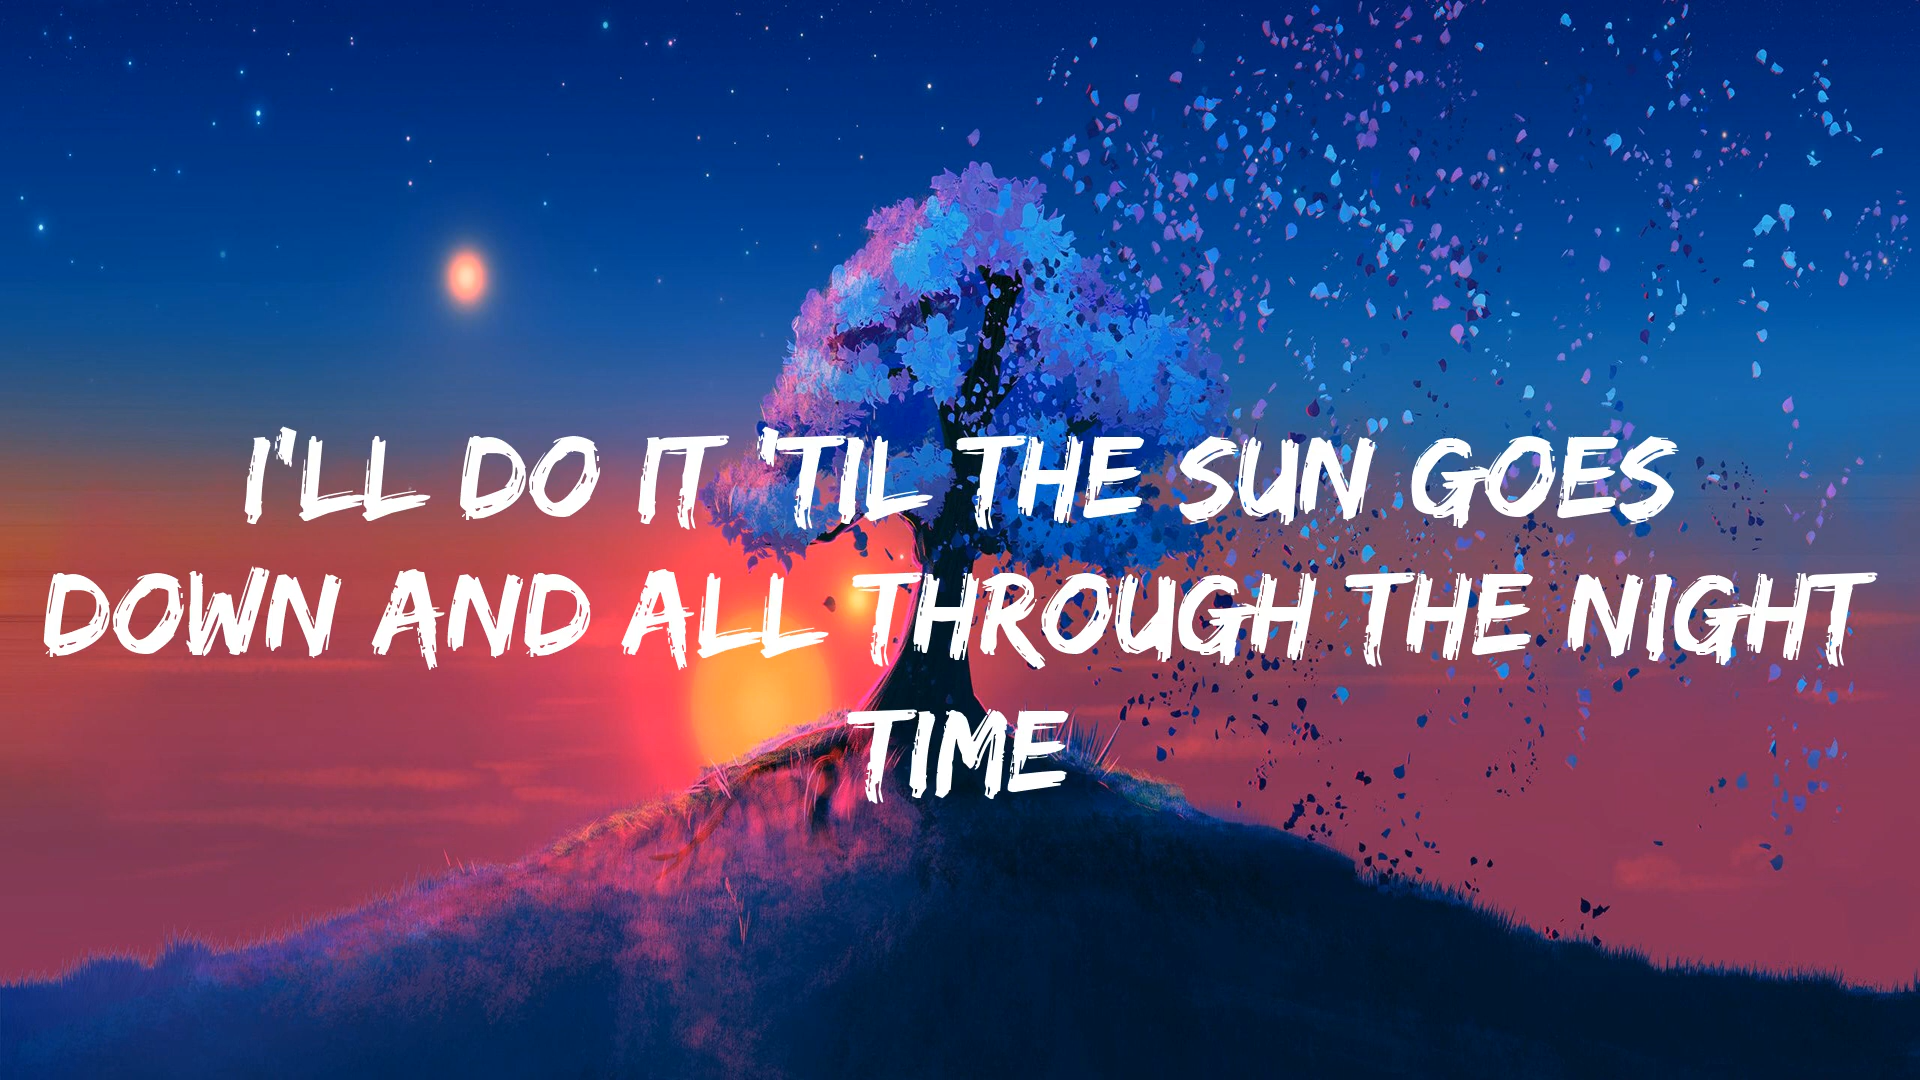 I'LL DO IT 'TIL THE SUN GOES
DOWN AND ALL THROUGH THE NIGHT
TIME